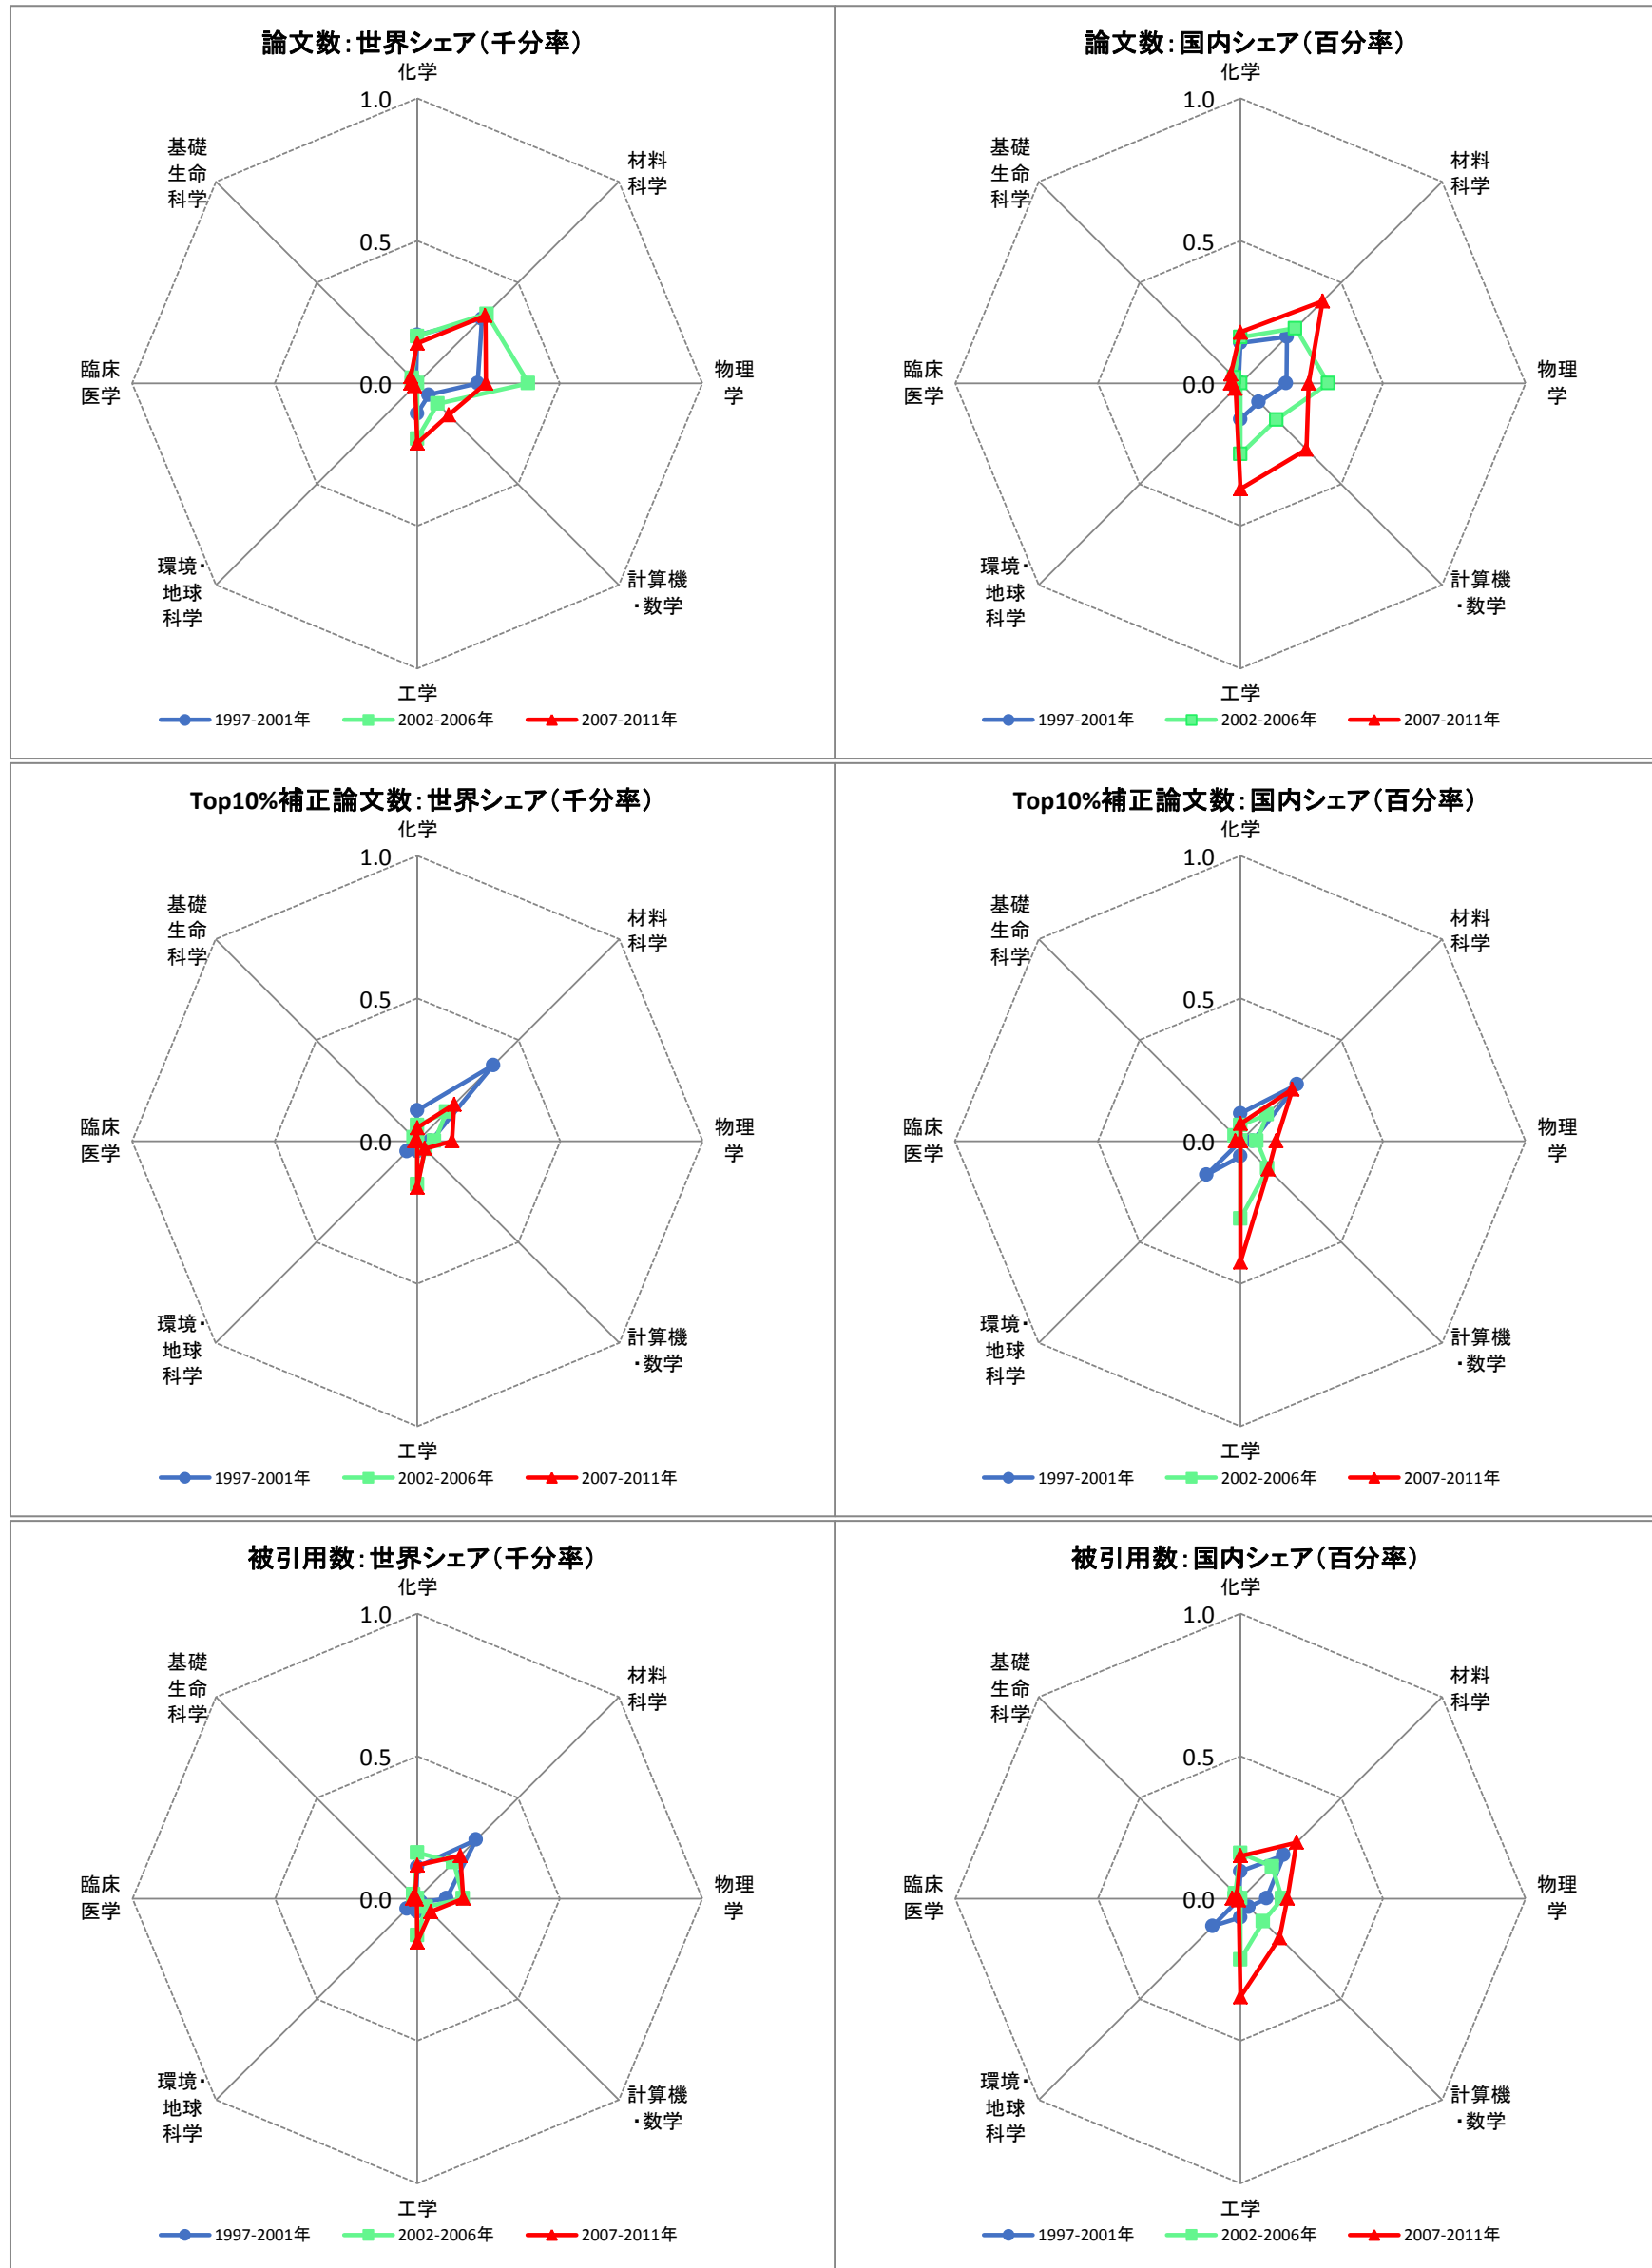 論文数：世界シェア（千分率）
化学
1.0
基礎
生命
科学
材料
科学
0.5
臨床
医学
0.0
物理
学
環境・
地球
科学
計算機
・数学
工学
1997-2001年 2002-2006年 2007-2011年
論文数：国内シェア（百分率）
化学
1.0
基礎
生命
科学
材料
科学
0.5
臨床
医学
0.0
物理
学
環境・
地球
科学
計算機
・数学
工学
1997-2001年 2002-2006年 2007-2011年
Top10%補正論文数：世界シェア（千分率）
化学
1.0
基礎
生命
科学
材料
科学
0.5
臨床
医学
0.0
物理
学
環境・
地球
科学
計算機
・数学
工学
1997-2001年 2002-2006年 2007-2011年
Top10%補正論文数：国内シェア（百分率）
化学
1.0
基礎
生命
科学
材料
科学
0.5
臨床
医学
0.0
物理
学
環境・
地球
科学
計算機
・数学
工学
1997-2001年 2002-2006年 2007-2011年
被引用数：世界シェア（千分率）
化学
1.0
基礎
生命
科学
材料
科学
0.5
臨床
医学
0.0
物理
学
環境・
地球
科学
計算機
・数学
工学
1997-2001年 2002-2006年 2007-2011年
被引用数：国内シェア（百分率）
化学
1.0
基礎
生命
科学
材料
科学
0.5
臨床
医学
0.0
物理
学
環境・
地球
科学
計算機
・数学
工学
1997-2001年 2002-2006年 2007-2011年